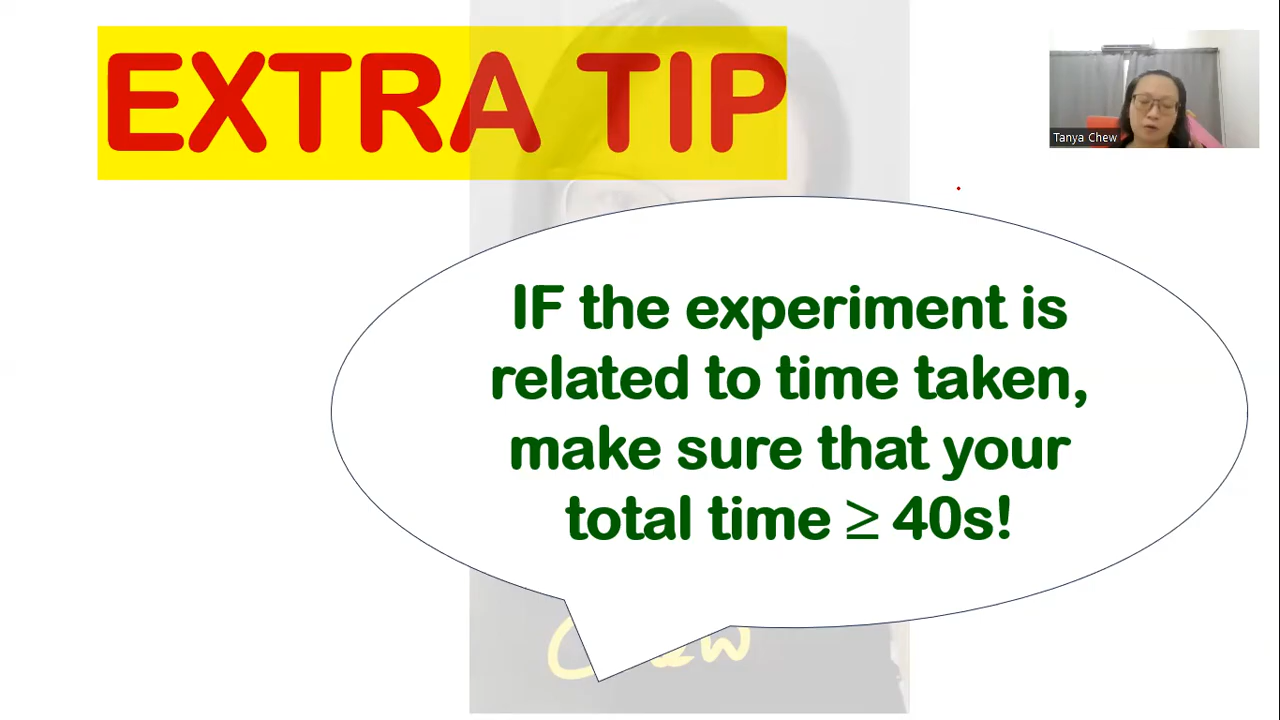 EXTRA TIP
Tanya Chew
IF the experiment is
related to time taken,
make sure that your
total time ≥ 40s!
Chew